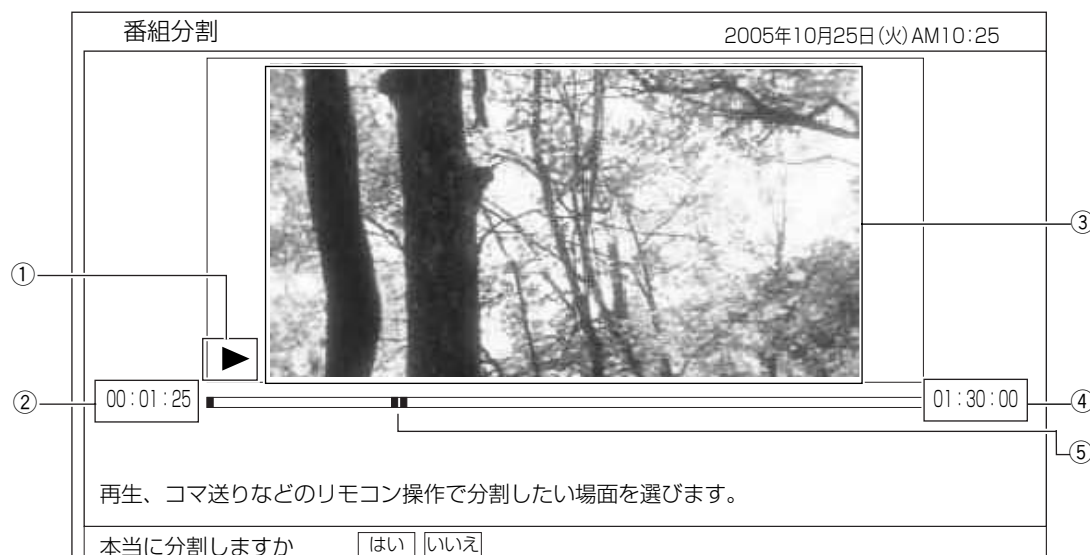 番組分割 2005年10月25日(火)AM10:25
①
③
② 00:01:25 01:30:00 ④
⑤
再生、コマ送りなどのリモコン操作で分割したい場面を選びます。
本当に分割しますか はい いいえ